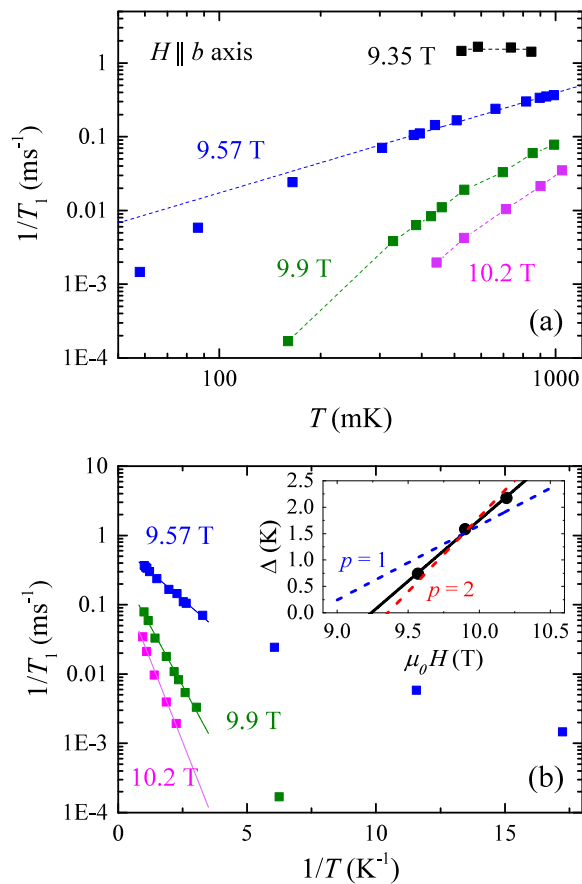 1
H || b axis
9.35 T
9.57 T
9.9 T
10.2 T
0.1
0.01
1E-3
1E-4
1/T₁ (ms⁻¹)
(a)
100
1000
T (mK)
10
1
0.1
0.01
1E-3
1E-4
1/T₁ (ms⁻¹)
9.57 T
9.9 T
10.2 T
2.5
2.0
1.5
1.0
0.5
0.0
Δ (K)
p = 1
p = 2
9.0
9.5
10.0
10.5
μ₀H (T)
(b)
0
5
10
15
1/T (K⁻¹)